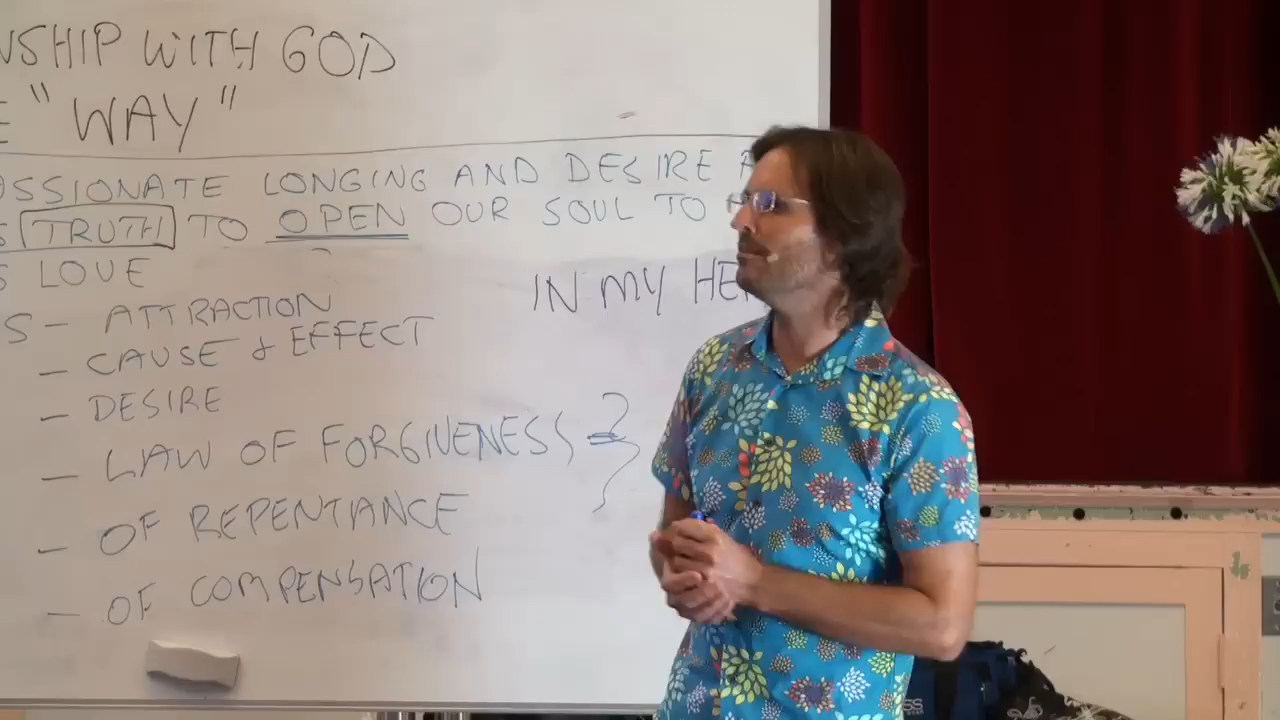 NSHIP WITH GOD
E "WAY"
ASSIONATE LONGING AND DESIRE F
S TRUTH TO OPEN OUR SOUL TO
S LOVE
IN MY HE
S - ATTRACTION
- CAUSE & EFFECT
- DESIRE
- LAW OF FORGIVENESS
- OF REPENTANCE
- OF COMPENSATION